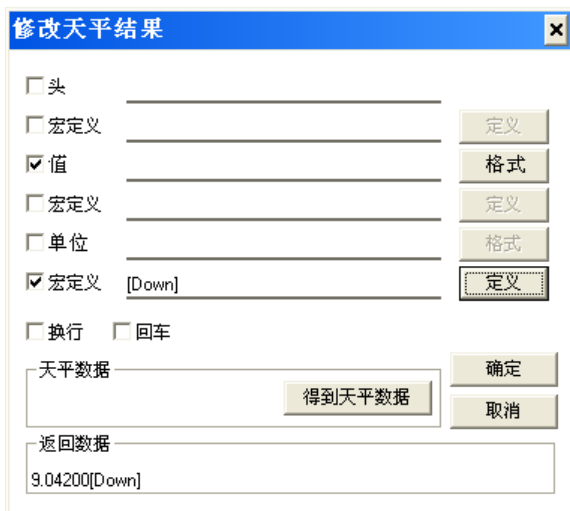 修改天平结果
头
宏定义 定义
值 格式
宏定义 定义
单位 格式
宏定义 [Down] 定义
换行 回车
天平数据 确定
得到天平数据
取消
返回数据
9.04200[Down]